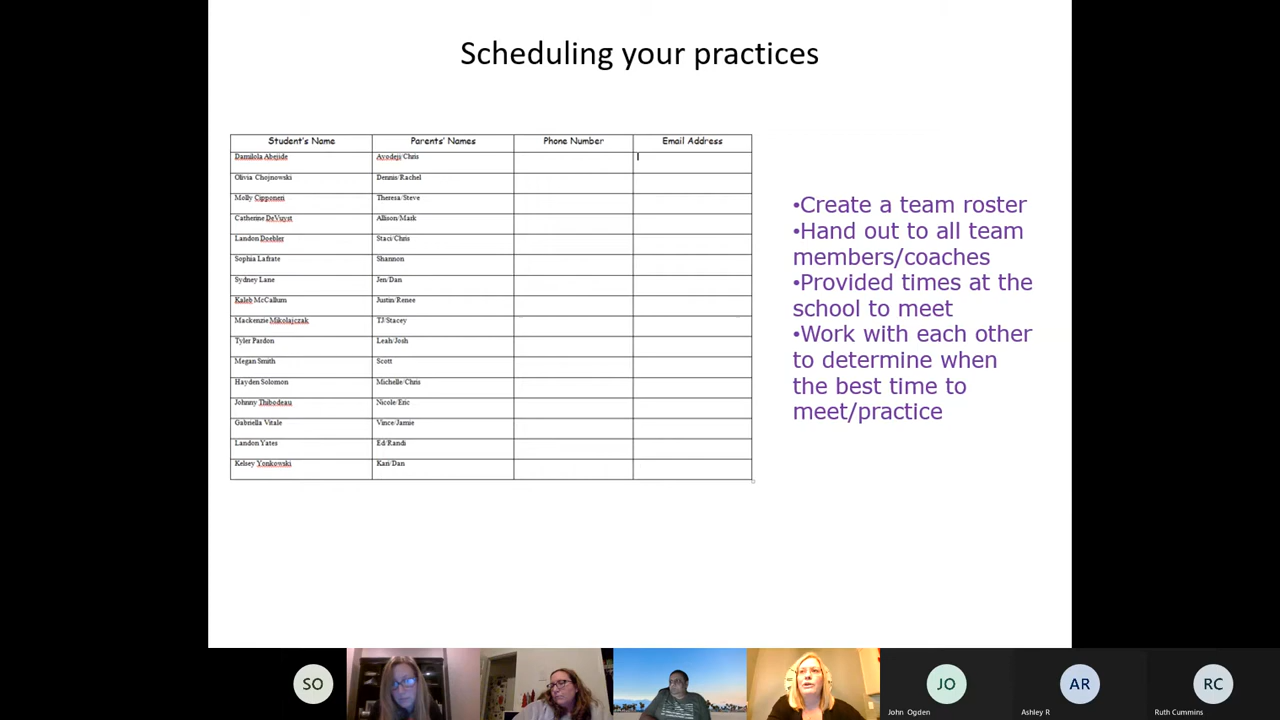 Scheduling your practices
Student's Name Parents' Names Phone Number Email Address
Damilola Abejide Ayodeji/Chris
Olivia Chojnowski Dennis/Rachel
Molly Cipponeri Theresa/Steve
Catherine DeVuyst Allison/Mark
Landon Doebler Staci/Chris
Sophia Lafrate Shannon
Sydney Lane Jen/Dan
Kaleb McCallum Justin/Renee
Mackenzie Mikolajczak TJ/Stacey
Tyler Pardon Leah/Josh
Megan Smith Scott
Hayden Solomon Michelle/Chris
Johnny Thibodeau Nicole/Eric
Gabriella Vitale Vince/Jamie
Landon Yates Ed/Randi
Kelsey Yonkowski Kari/Dan
•Create a team roster
•Hand out to all team
members/coaches
•Provided times at the
school to meet
•Work with each other
to determine when
the best time to
meet/practice
SO JO AR RC
John Ogden Ashley R Ruth Cummins